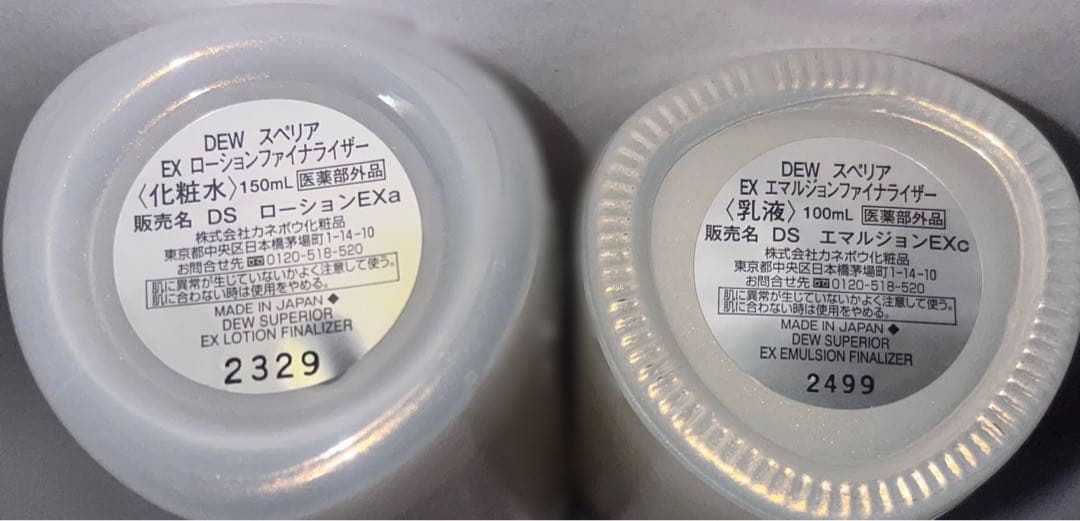 DEW スペリア
EX ローションファイナライザー
〈化粧水〉150mL 医薬部外品
販売名 DS ローションEXa
株式会社カネボウ化粧品
東京都中央区日本橋茅場町1-14-10
お問合せ先 0120-518-520
肌に異常が生じていないかよく注意して使う。
肌に合わない時は使用をやめる。
MADE IN JAPAN ◆
DEW SUPERIOR
EX LOTION FINALIZER
2329
DEW スペリア
EX エマルジョンファイナライザー
〈乳液〉100mL 医薬部外品
販売名 DS エマルジョンEXc
株式会社カネボウ化粧品
東京都中央区日本橋茅場町1-14-10
お問合せ先 0120-518-520
肌に異常が生じていないかよく注意して使う。
肌に合わない時は使用をやめる。
MADE IN JAPAN ◆
DEW SUPERIOR
EX EMULSION FINALIZER
2499